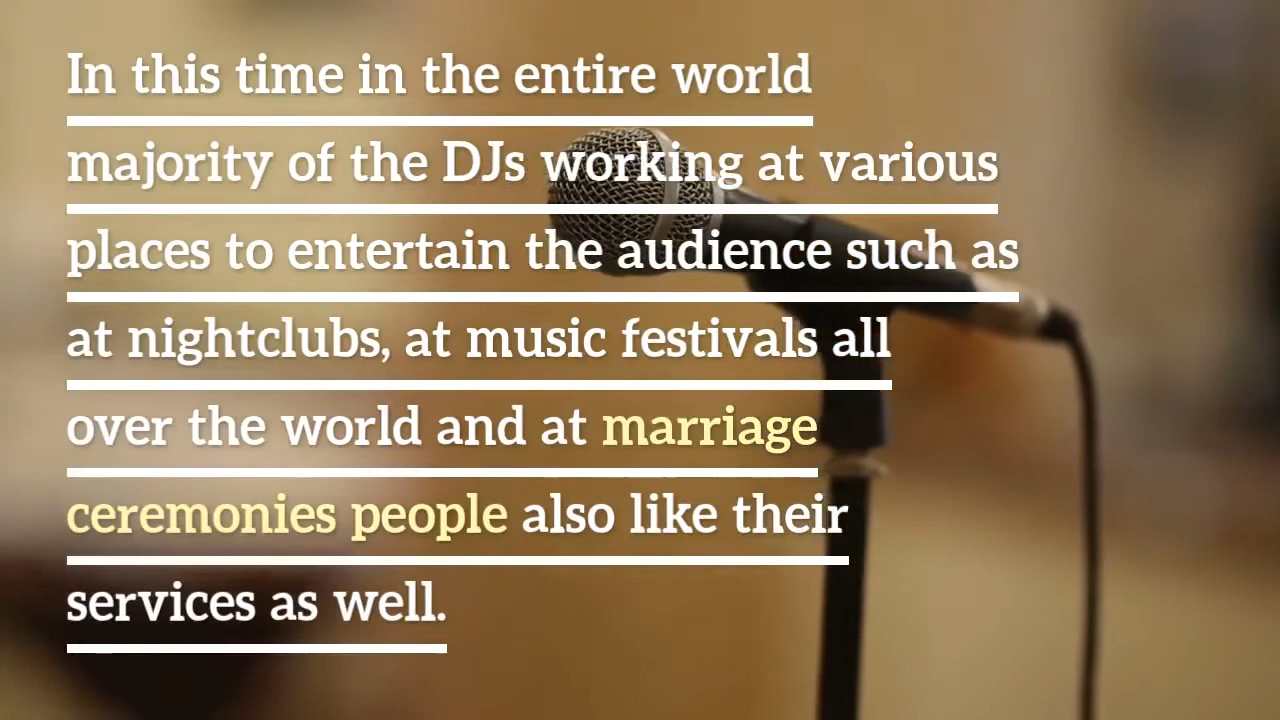 In this time in the entire world
majority of the DJs working at various
places to entertain the audience such as
at nightclubs, at music festivals all
over the world and at marriage
ceremonies people also like their
services as well.